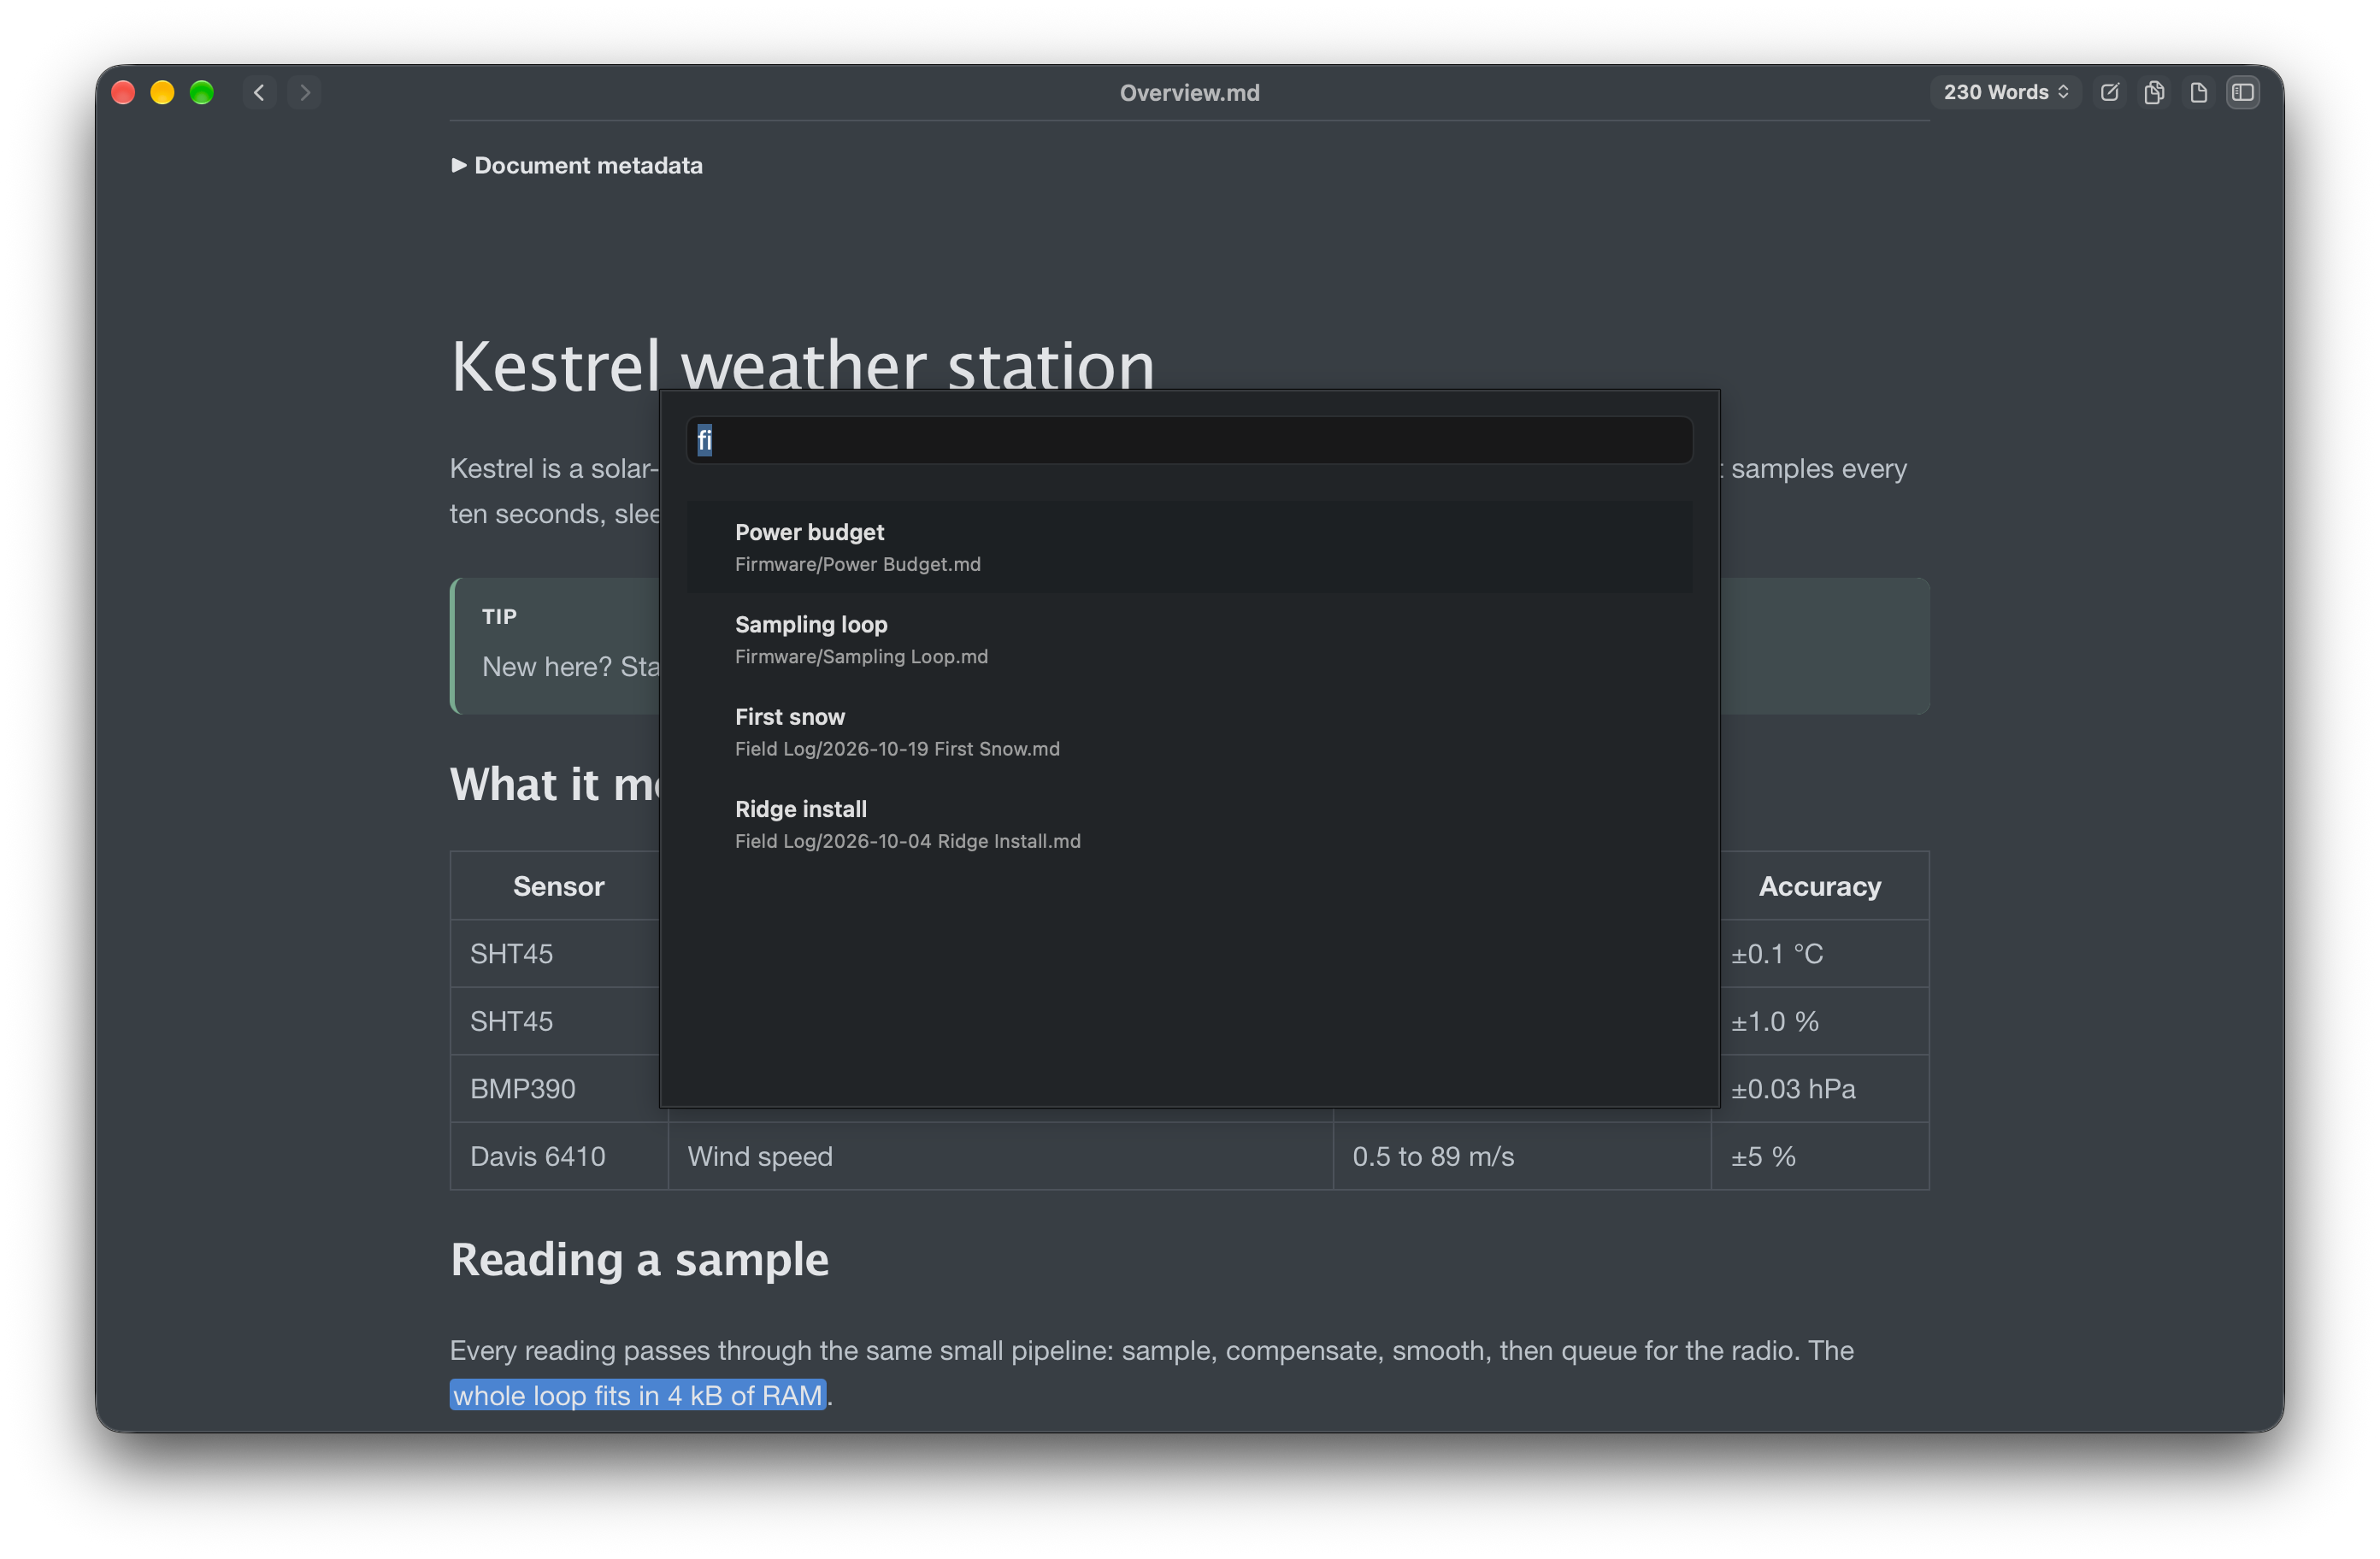 Overview.md
230 Words
Document metadata
Kestrel weather station
Kestrel is a solar-
samples every
ten seconds, slee
TIP
New here? Sta
fi
Power budget
Firmware/Power Budget.md
Sampling loop
Firmware/Sampling Loop.md
First snow
Field Log/2026-10-19 First Snow.md
Ridge install
Field Log/2026-10-04 Ridge Install.md
What it me
Sensor
Accuracy
SHT45
±0.1 °C
SHT45
±1.0 %
BMP390
±0.03 hPa
Davis 6410
Wind speed
0.5 to 89 m/s
±5 %
Reading a sample
Every reading passes through the same small pipeline: sample, compensate, smooth, then queue for the radio. The
whole loop fits in 4 kB of RAM.